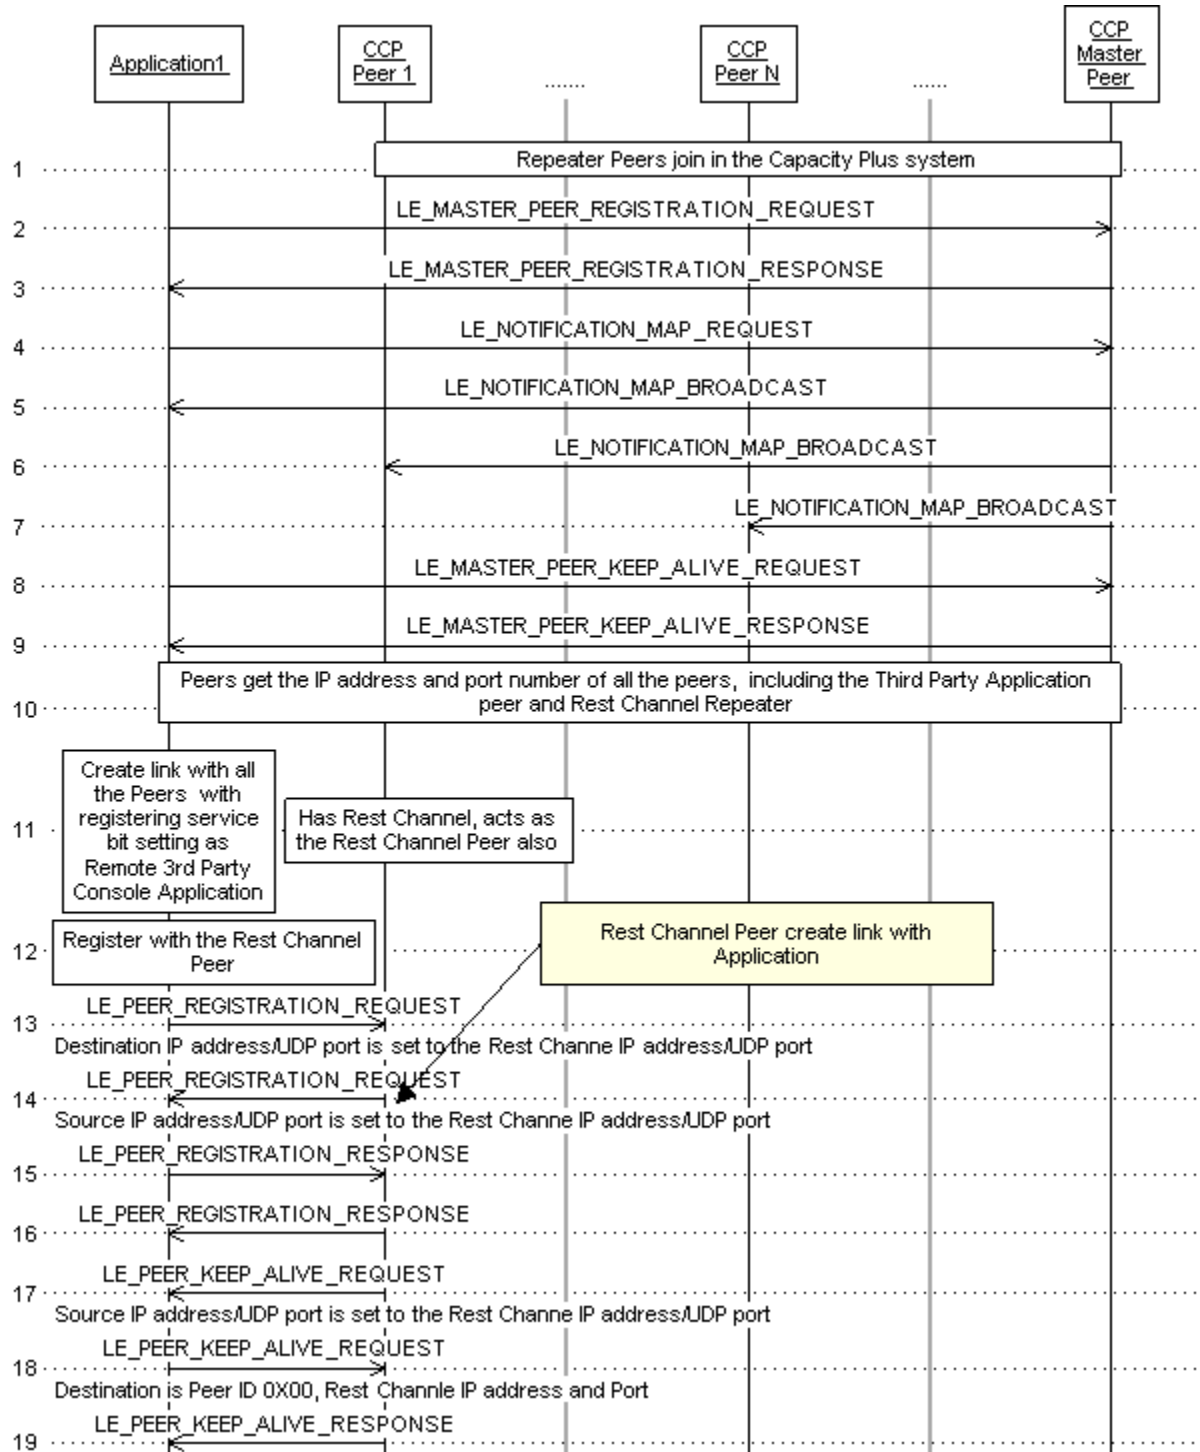 Application1
CCP
Peer 1
.......
CCP
Peer N
......
CCP
Master
Peer
1
Repeater Peers join in the Capacity Plus system
LE_MASTER_PEER_REGISTRATION_REQUEST
2
LE_MASTER_PEER_REGISTRATION_RESPONSE
3
LE_NOTIFICATION_MAP_REQUEST
4
LE_NOTIFICATION_MAP_BROADCAST
5
LE_NOTIFICATION_MAP_BROADCAST
6
LE_NOTIFICATION_MAP_BROADCAST
7
LE_MASTER_PEER_KEEP_ALIVE_REQUEST
8
LE_MASTER_PEER_KEEP_ALIVE_RESPONSE
9
Peers get the IP address and port number of all the peers, including the Third Party Application
peer and Rest Channel Repeater
10
Create link with all
the Peers with
registering service
bit setting as
Remote 3rd Party
Console Application
11
Has Rest Channel, acts as
the Rest Channel Peer also
12
Register with the Rest Channel
Peer
Rest Channel Peer create link with
Application
LE_PEER_REGISTRATION_REQUEST
13
Destination IP address/UDP port is set to the Rest Channe IP address/UDP port
LE_PEER_REGISTRATION_REQUEST
14
Source IP address/UDP port is set to the Rest Channe IP address/UDP port
LE_PEER_REGISTRATION_RESPONSE
15
LE_PEER_REGISTRATION_RESPONSE
16
LE_PEER_KEEP_ALIVE_REQUEST
17
Source IP address/UDP port is set to the Rest Channe IP address/UDP port
LE_PEER_KEEP_ALIVE_REQUEST
18
Destination is Peer ID 0X00, Rest Channle IP address and Port
LE_PEER_KEEP_ALIVE_RESPONSE
19